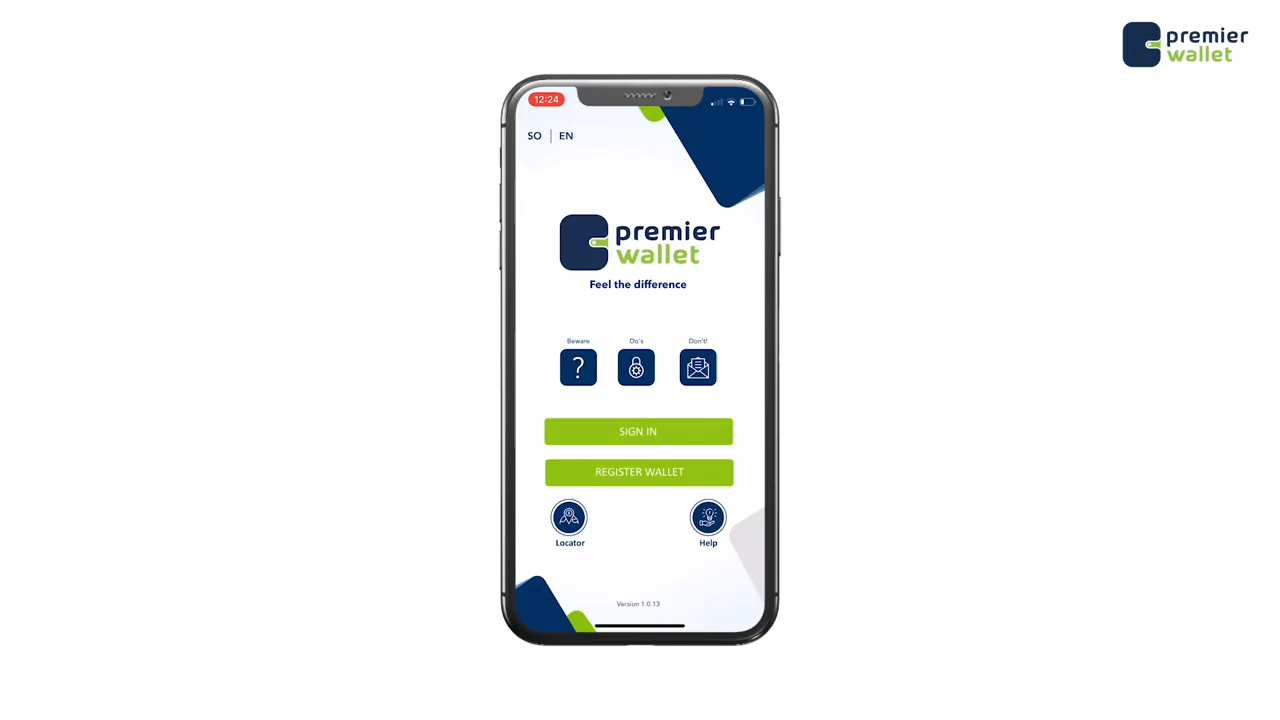 premier
wallet
12:24
SO | EN
premier
wallet
Feel the difference
Beware
Do's
Don't!
SIGN IN
REGISTER WALLET
Locator
Help
Version 1.0.13